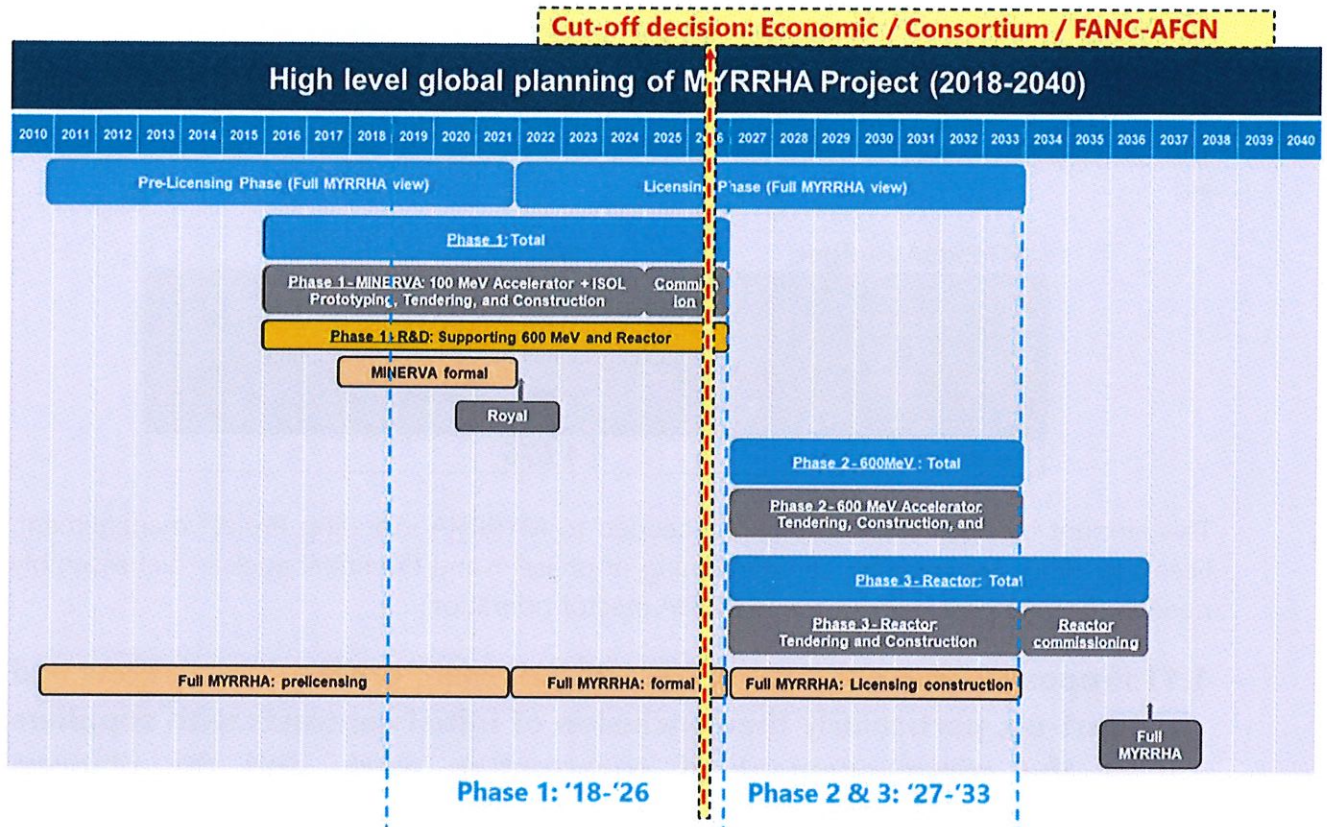 Cut-off decision: Economic / Consortium / FANC-AFCN
High level global planning of MYRRHA Project (2018-2040)
2010 2011 2012 2013 2014 2015 2016 2017 2018 2019 2020 2021 2022 2023 2024 2025 2027 2028 2029 2030 2031 2032 2033 2034 2035 2036 2037 2038 2039 2040
Pre-Licensing Phase (Full MYRRHA view)
Licensing Phase (Full MYRRHA view)
Phase 1: Total
Phase 1-MINERVA: 100 MeV Accelerator + ISOL
Prototyping, Tendering, and Construction
ion
Phase 1: R&D: Supporting 600 MeV and Reactor
MINERVA formal
Royal
Phase 2-600MeV : Total
Phase 2-600 MeV Accelerator
Tendering, Construction, and
Phase 3-Reactor: Total
Phase 3-Reactor:
Tendering and Construction
Reactor
commissioning
Full MYRRHA: prelicensing
Full MYRRHA: formal
Full MYRRHA: Licensing construction
Full
MYRRHA
Phase 1: '18-'26
Phase 2 & 3: '27-'33